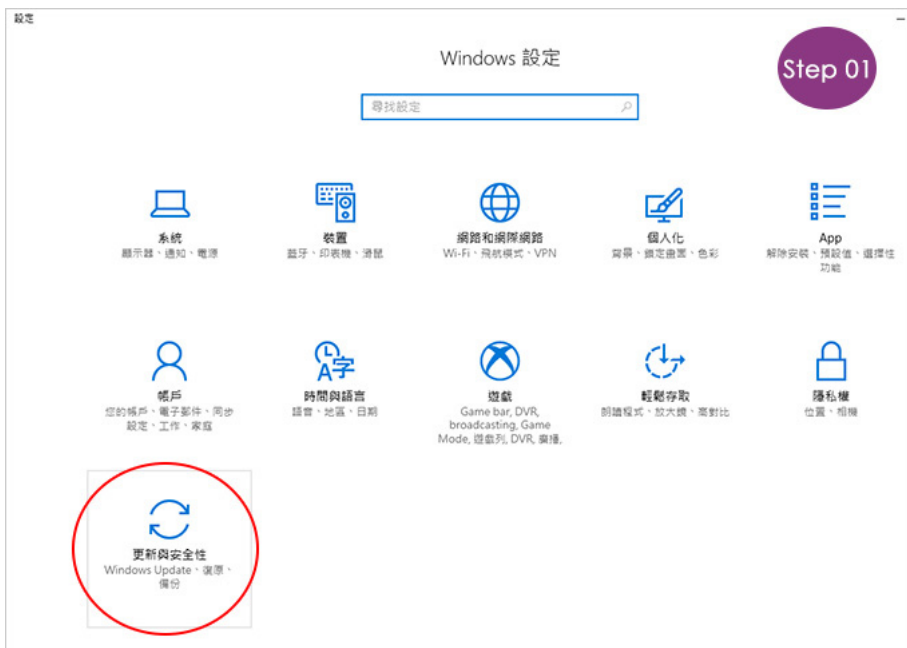 設定
Windows 設定
Step 01
尋找設定
系統
顯示器、通知、電源
裝置
藍牙、印表機、滑鼠
網路和網際網路
Wi-Fi、飛航模式、VPN
個人化
背景、鎖定畫面、色彩
App
解除安裝、預設值、選擇性
功能
帳戶
您的帳戶、電子郵件、同步
設定、工作、家庭
時間與語言
語音、地區、日期
遊戲
Game bar, DVR,
broadcasting, Game
Mode, 遊戲列, DVR, 廣播,
輕鬆存取
朗讀程式、放大鏡、高對比
隱私權
位置、相機
更新與安全性
Windows Update、復原、
備份